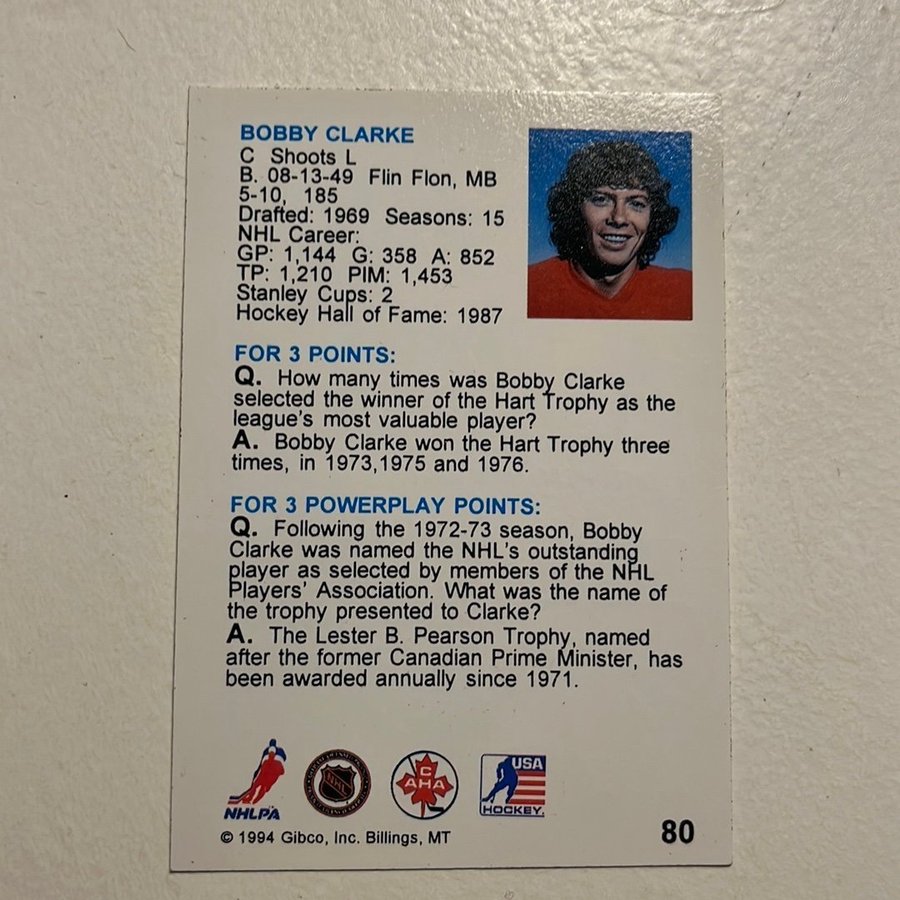 BOBBY CLARKE
C Shoots L
B. 08-13-49 Flin Flon, MB
5-10, 185
Drafted: 1969 Seasons: 15
NHL Career:
GP: 1,144 G: 358 A: 852
TP: 1,210 PIM: 1,453
Stanley Cups: 2
Hockey Hall of Fame: 1987
FOR 3 POINTS:
Q. How many times was Bobby Clarke
selected the winner of the Hart Trophy as the
league's most valuable player?
A. Bobby Clarke won the Hart Trophy three
times, in 1973,1975 and 1976.
FOR 3 POWERPLAY POINTS:
Q. Following the 1972-73 season, Bobby
Clarke was named the NHL's outstanding
player as selected by members of the NHL
Players' Association. What was the name of
the trophy presented to Clarke?
A. The Lester B. Pearson Trophy, named
after the former Canadian Prime Minister, has
been awarded annually since 1971.
NHLPA
NHL
C
AHA
USA
HOCKEY.
© 1994 Gibco, Inc. Billings, MT
80